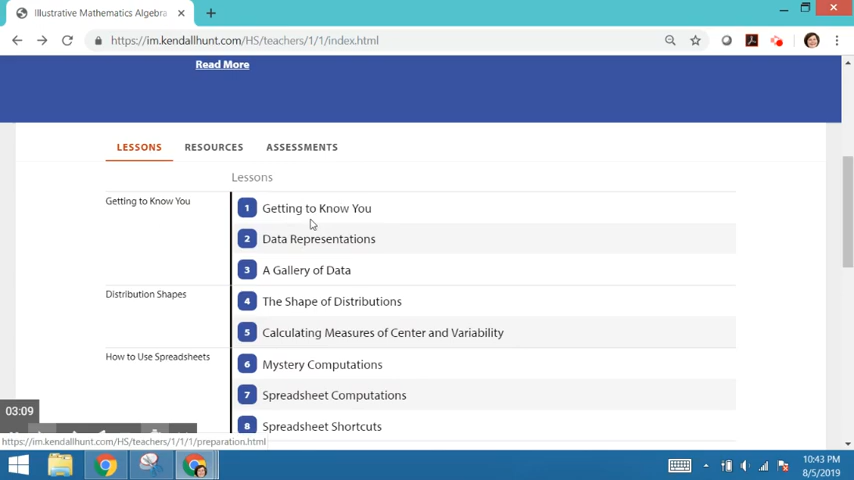 Illustrative Mathematics Algebra
https://im.kendallhunt.com/HS/teachers/1/1/index.html
Read More
LESSONS RESOURCES ASSESSMENTS
Lessons
Getting to Know You
1 Getting to Know You
2 Data Representations
3 A Gallery of Data
Distribution Shapes
4 The Shape of Distributions
5 Calculating Measures of Center and Variability
How to Use Spreadsheets
6 Mystery Computations
7 Spreadsheet Computations
8 Spreadsheet Shortcuts
03:09
https://im.kendallhunt.com/HS/teachers/1/1/1/preparation.html
10:43 PM
8/5/2019